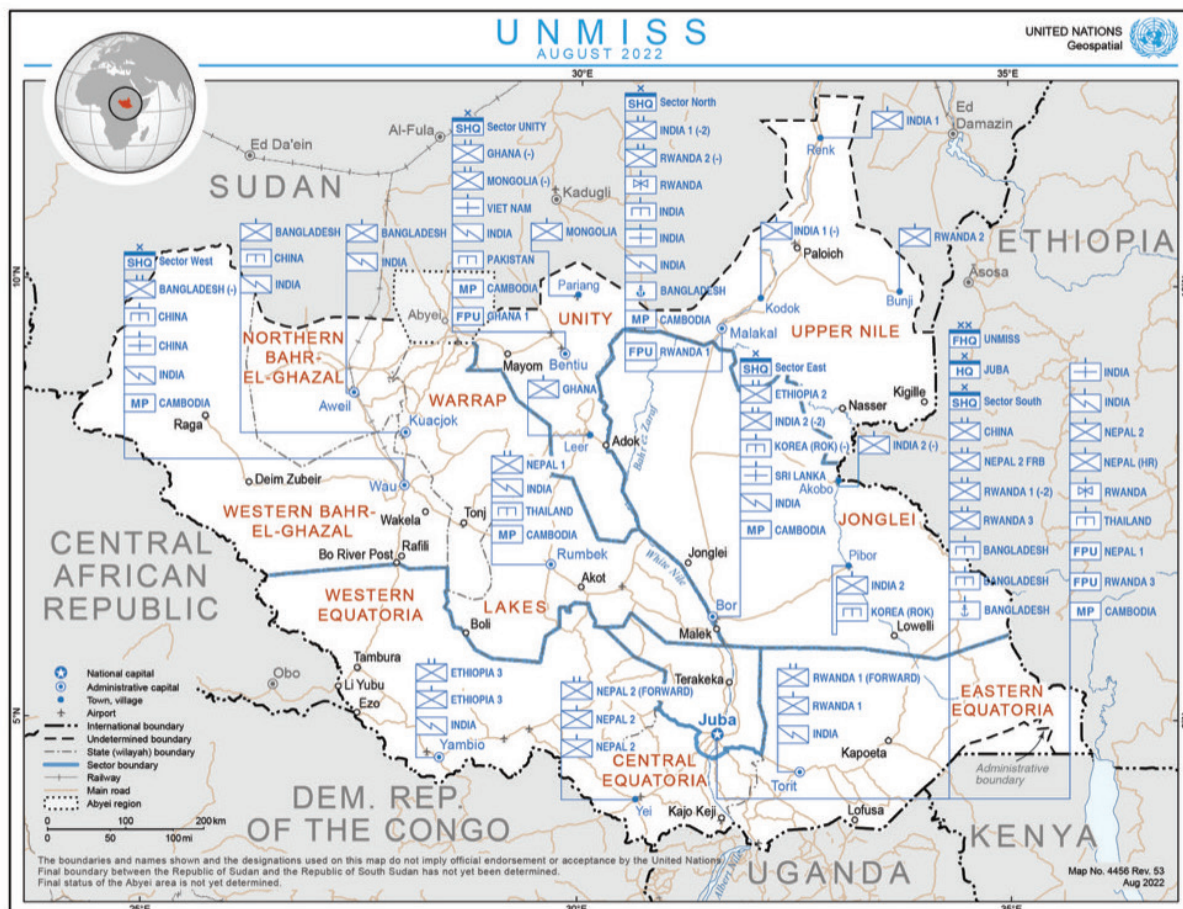 UNMISS
AUGUST 2022
UNITED NATIONS
Geospatial
30°E
35°E
Ed Da'ein
Al-Fula
SUDAN
Kadugli
Renk
Ed
Damazin
ETHIOPIA
Asosa
10°N
SHQ Sector West
BANGLADESH (-)
CHINA
CHINA
INDIA
MP CAMBODIA
BANGLADESH
CHINA
INDIA
BANGLADESH
INDIA
SHQ Sector UNITY
GHANA (-)
MONGOLIA (-)
VIET NAM
INDIA
PAKISTAN
MP CAMBODIA
FPU GHANA 1
MONGOLIA
SHQ Sector North
INDIA 1 (-2)
RWANDA 2 (-)
RWANDA
INDIA
INDIA
INDIA
BANGLADESH
MP CAMBODIA
FPU RWANDA 1
INDIA 1
INDIA 1 (-)
RWANDA 2
Paloich
Kodok
Bunji
Malakal
UPPER NILE
Pariang
UNITY
Abyei
NORTHERN
BAHR-
EL-GHAZAL
Mayom
Bentiu
GHANA
WARRAP
Aweil
Kuacjok
Raga
Leer
Adok
Bahr el Zaraf
Nasser
Kigille
SHQ Sector East
ETHIOPIA 2
INDIA 2 (-2)
KOREA (ROK) (-)
SRI LANKA
INDIA
MP CAMBODIA
INDIA 2 (-)
Akobo
JONGLEI
FHQ UNMISS
HQ JUBA
SHQ Sector South
CHINA
NEPAL 2 FRB
RWANDA 1 (-2)
RWANDA 3
BANGLADESH
BANGLADESH
BANGLADESH
INDIA
INDIA
NEPAL 2
NEPAL (HR)
RWANDA
THAILAND
FPU NEPAL 1
FPU RWANDA 3
MP CAMBODIA
Deim Zubeir
Wau
WESTERN BAHR-
EL-GHAZAL
Wakela
Tonj
Rafili
Bo River Post
NEPAL 1
INDIA
THAILAND
MP CAMBODIA
Rumbek
Akot
Jonglei
White Nile
Pibor
INDIA 2
KOREA (ROK)
Lowelli
Bor
Malek
CENTRAL
AFRICAN
REPUBLIC
WESTERN
EQUATORIA
LAKES
Boli
Tambura
Obo
Li Yubu
Ezo
5°N
ETHIOPIA 3
ETHIOPIA 3
INDIA
Yambio
NEPAL 2 (FORWARD)
NEPAL 2
NEPAL 2
Terakeka
Juba
CENTRAL
EQUATORIA
RWANDA 1 (FORWARD)
RWANDA 1
INDIA
EASTERN
EQUATORIA
Kapoeta
Torit
Administrative
boundary
Yei
Kajo Keji
Lofusa
Albert Nile
DEM. REP.
OF THE CONGO
UGANDA
KENYA
National capital
Administrative capital
Town, village
Airport
International boundary
Undetermined boundary
State (wilayah) boundary
Sector boundary
Railway
Main road
Abyei region
0 50 100 200 km
0 50 100 mi
The boundaries and names shown and the designations used on this map do not imply official endorsement or acceptance by the United Nations.
Final boundary between the Republic of Sudan and the Republic of South Sudan has not yet been determined.
Final status of the Abyei area is not yet determined.
Map No. 4456 Rev. 53
Aug 2022
25°E
30°E
35°E